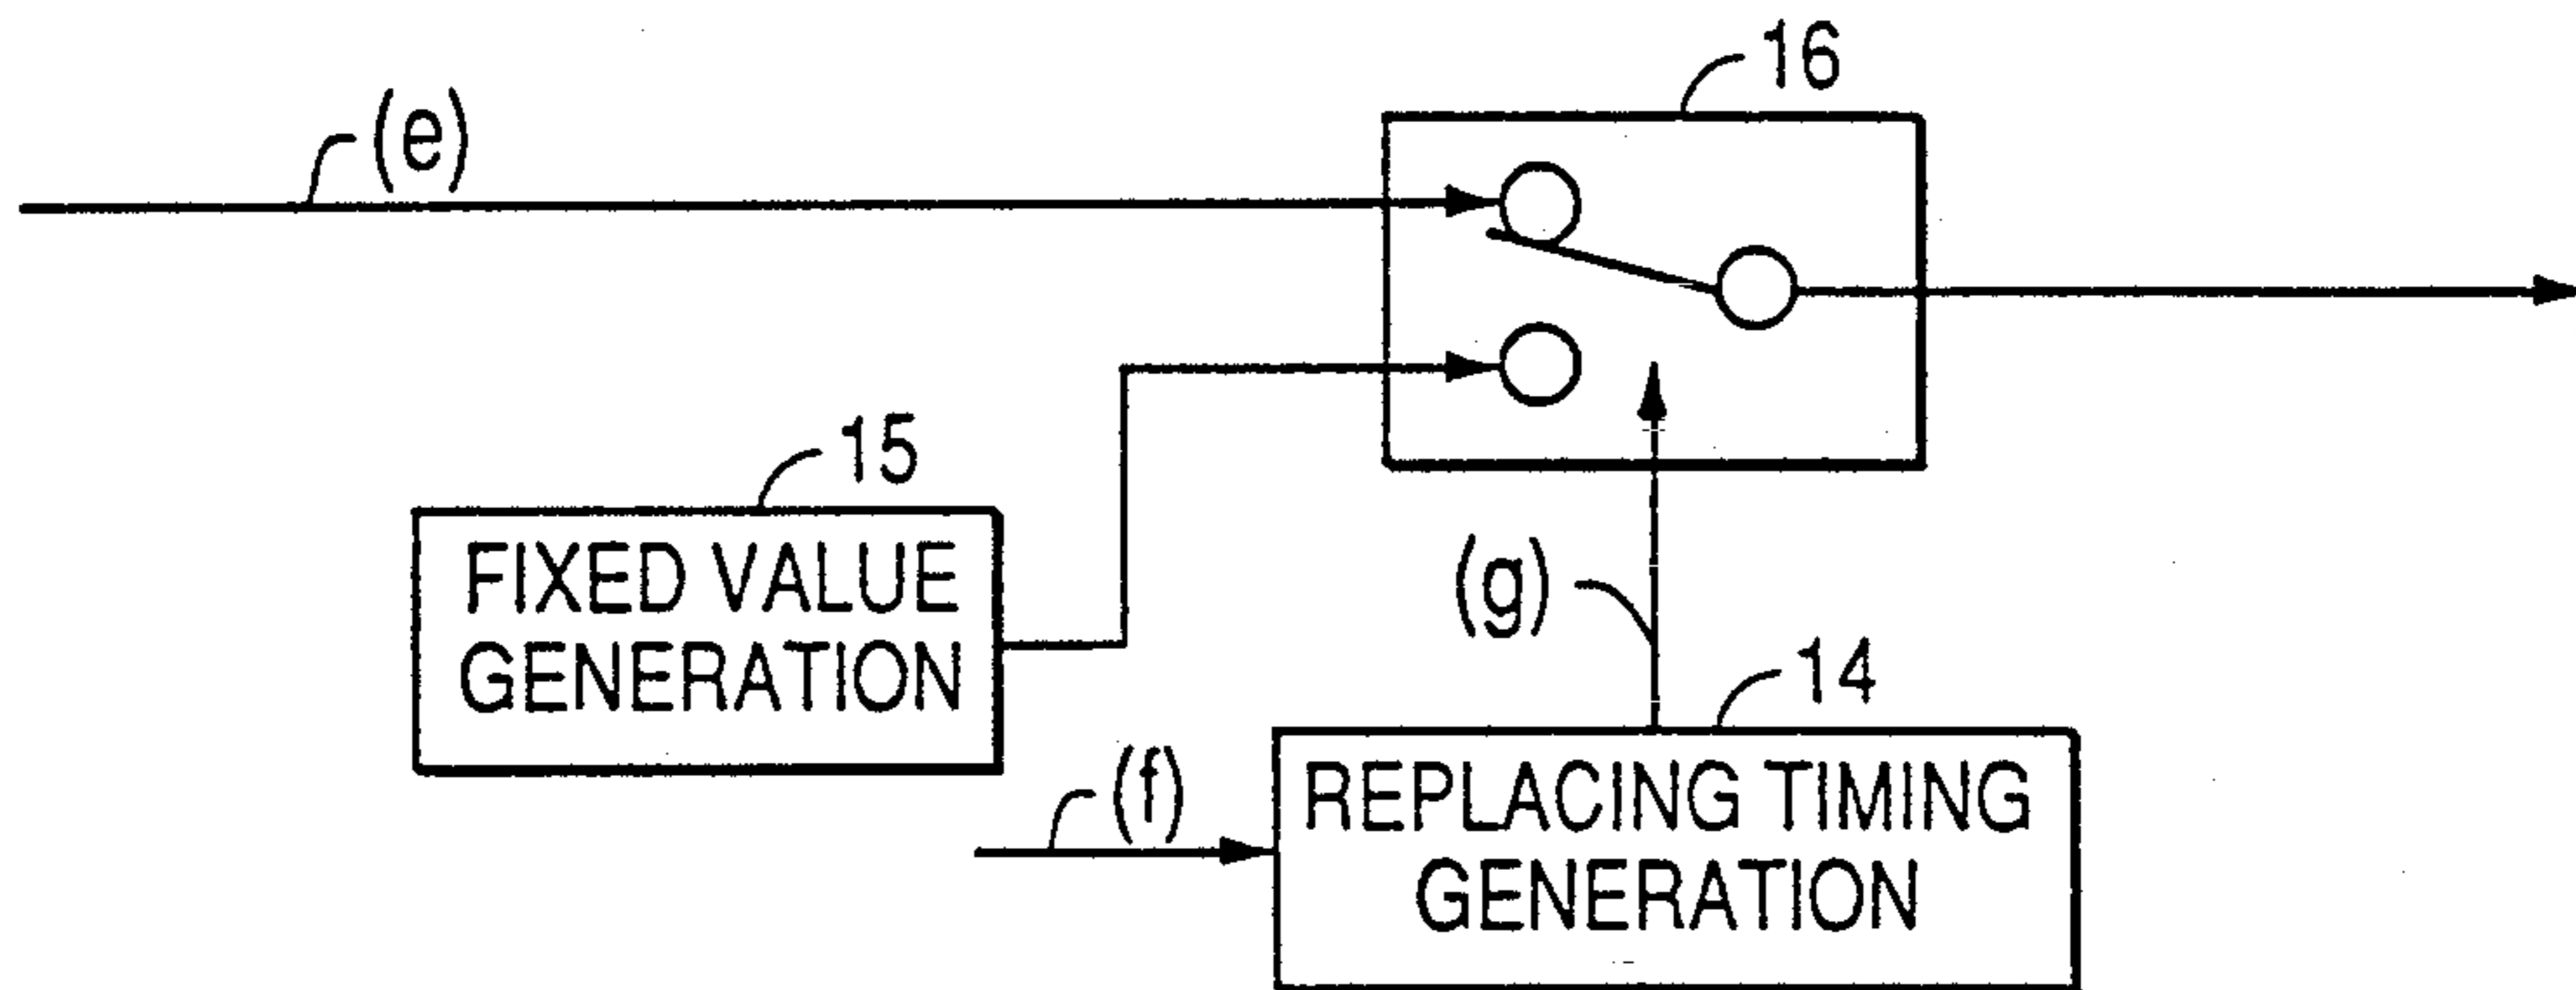 16
(e)
15
FIXED VALUE
GENERATION
(g)
14
(f)
REPLACING TIMING
GENERATION